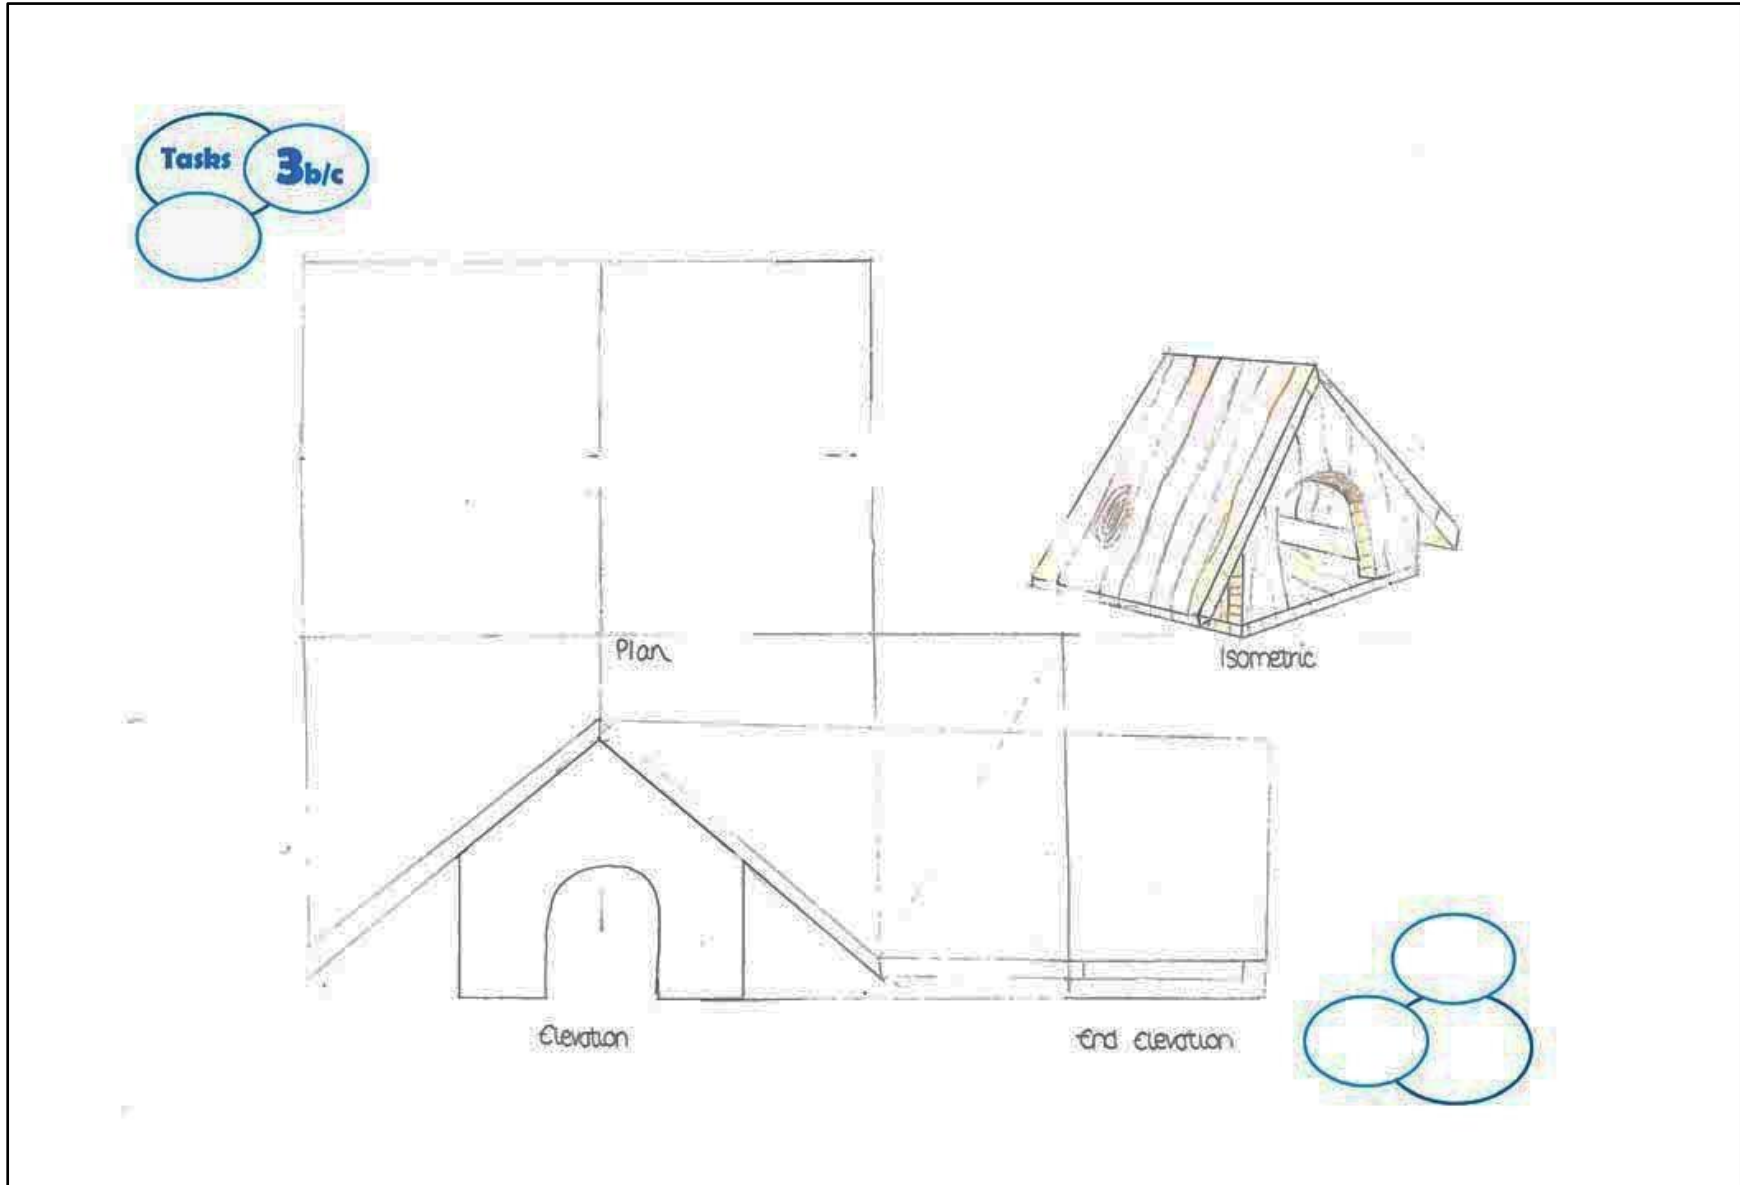 Tasks
3b/c
Plan
Isometric
Elevation
End Elevation